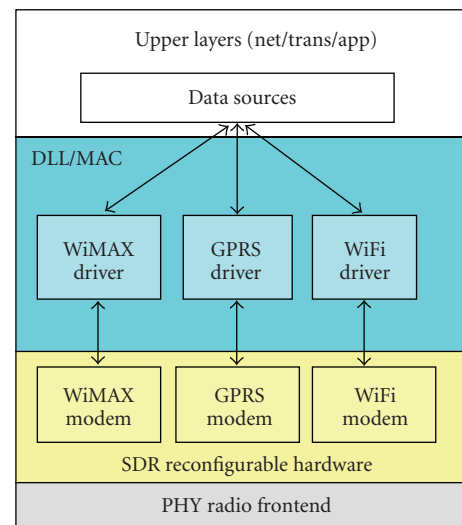 Upper layers (net/trans/app)
Data sources
DLL/MAC
WiMAX
driver
GPRS
driver
WiFi
driver
WiMAX
modem
GPRS
modem
WiFi
modem
SDR reconfigurable hardware
PHY radio frontend